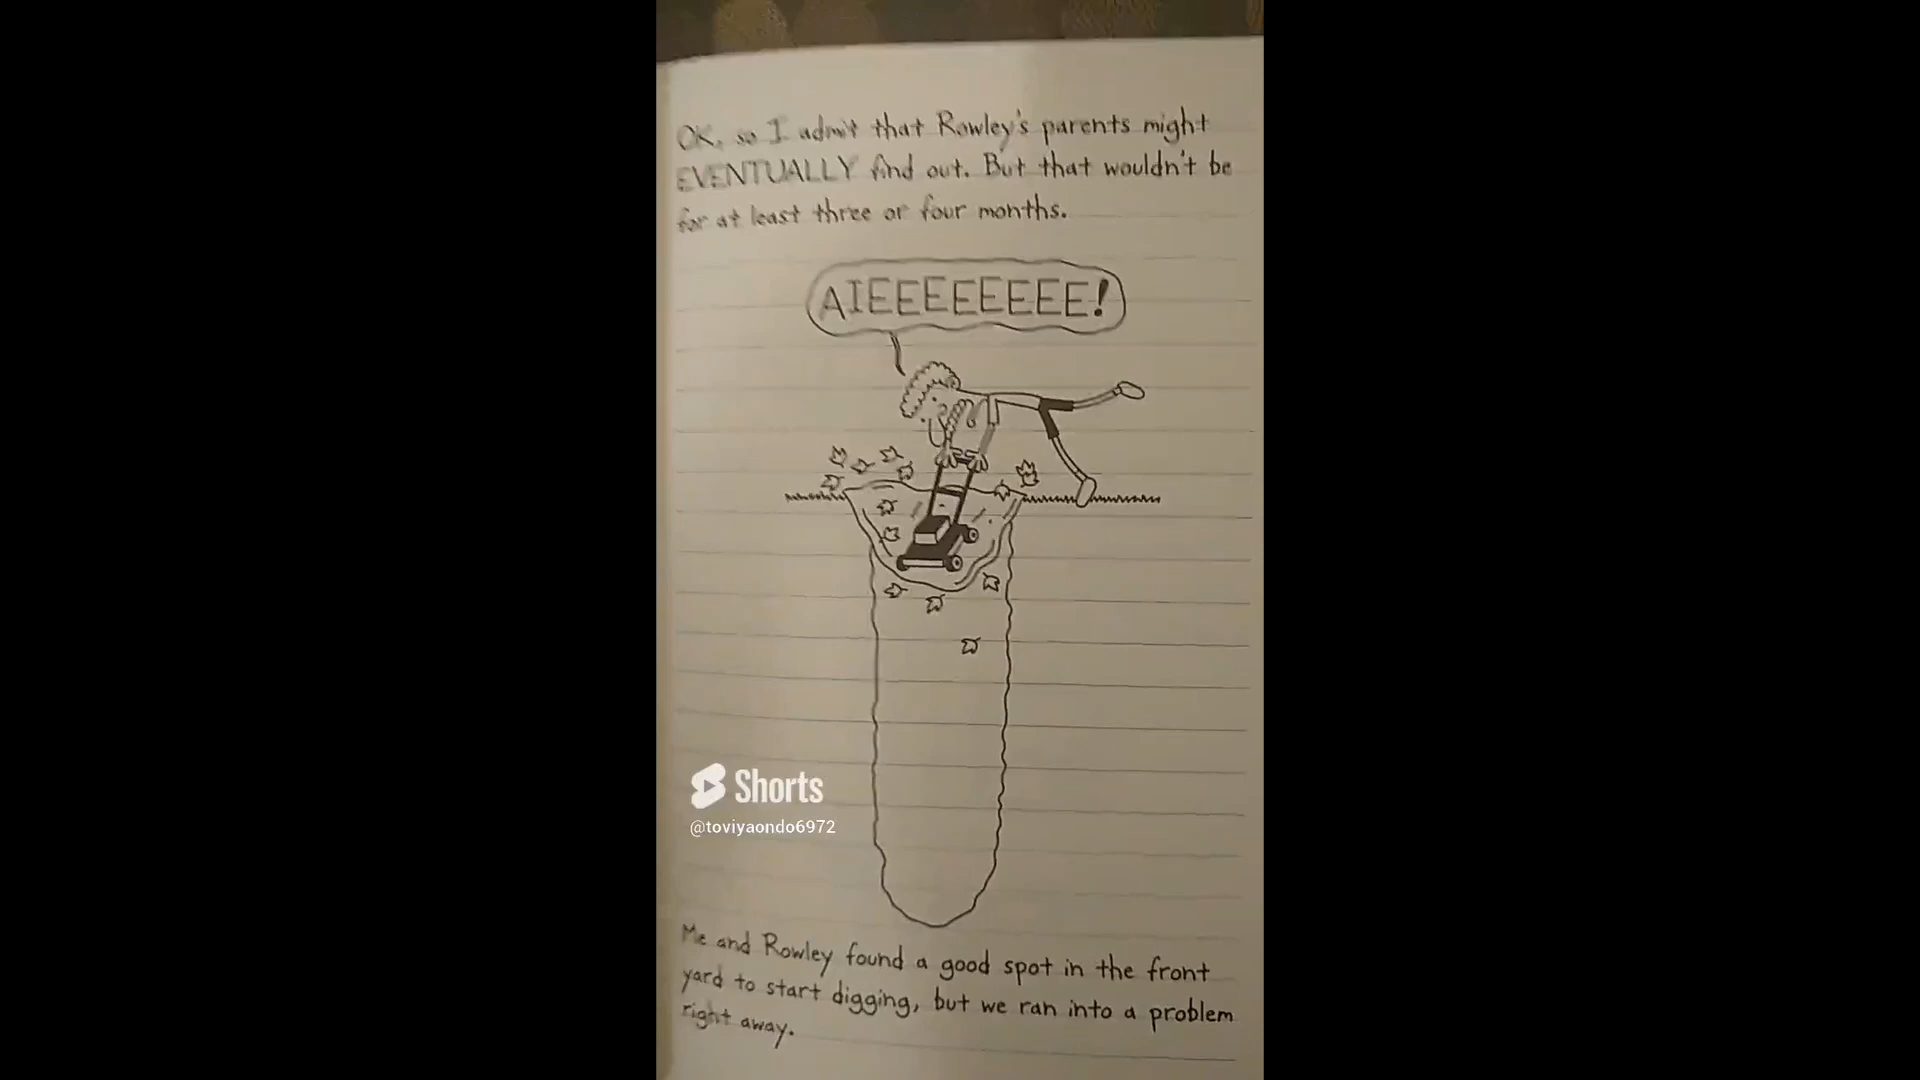 OK, so I admit that Rowley's parents might
EVENTUALLY find out. But that wouldn't be
for at least three or four months.
AIEEEEEEEE!
Shorts
@toviyaondo6972
Me and Rowley found a good spot in the front
yard to start digging, but we ran into a problem
right away.